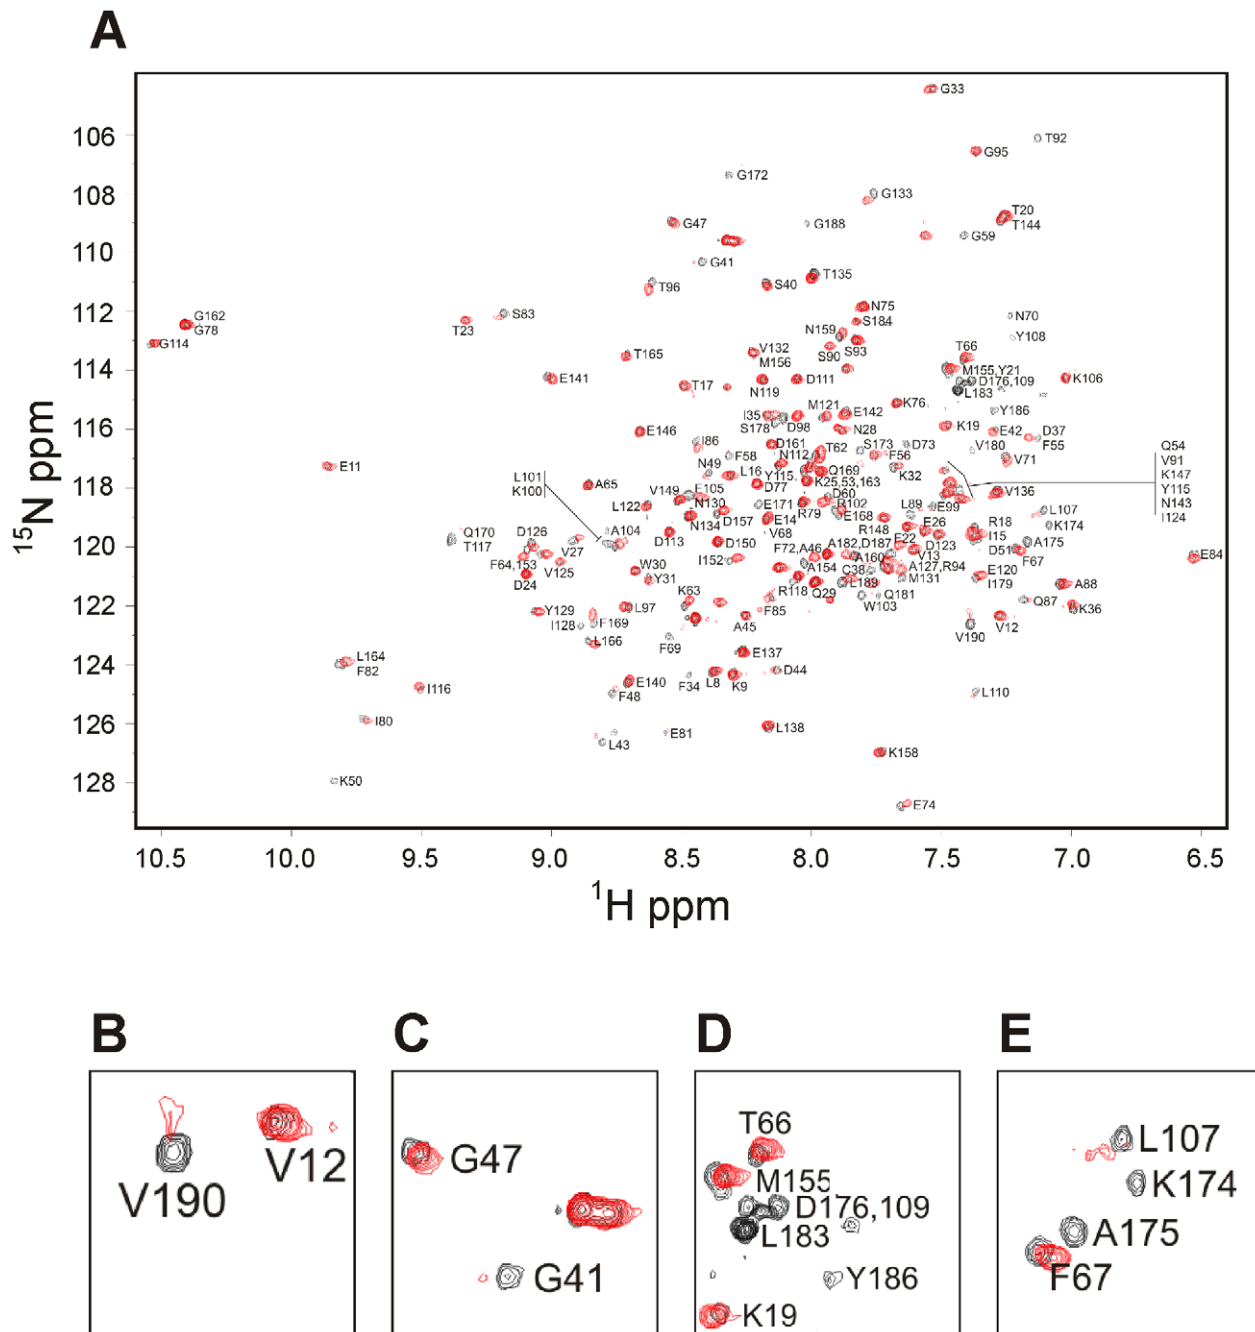 A
G33
106
T92
G95
G172
108
G133
T20
G47
G188
T144
G59
110
G41
T135
S40
T96
112
G162
S83
N75
N70
G78
T23
S184
N159
Y108
G114
V132
S93
T66
114
T165
M156
S90
M155,Y21
E141
D111
D176,109
K106
T17
N119
L183
M121
K76
Y186
116
I35
E142
K19
D37
E146
S178
D98
N28
E42
F55
I86
D161
S173
D73
V180
Q54
F58
N112
T62
F56
V71
V91
E11
N49
L16
Y115
Q169
K32
K147
L101
A65
D77
K25,53,163
Y115
118
K100
V149
E105
D60
V136
N143
L122
N130
E171
R79
R102
L89
E99
L107
I124
Q170
A104
N134
D157
E14
E168
E26
R18
K174
T117
D126
D113
V68
R148
I15
120
V27
D150
A182,D187
F22
D123
D51
A175
F64,153
W30
I152
F72,A46
A160
V13
F67
E84
V125
A154
C38
A127,R94
E120
D24
Y31
R118
L189
M131
I179
A88
K63
Q29
Q181
Q87
122
Y129
L97
F85
W103
K36
I128
F169
A45
V190
V12
L166
F69
E137
124
L164
F82
E140
F34
L8
K9
D44
I116
F48
L110
126
I80
L43
E81
L138
K158
128
K50
E74
15N ppm
10.5 10.0 9.5 9.0 8.5 8.0 7.5 7.0 6.5
1H ppm
B C D E
V190
V12
G47
G41
T66
M155
D176,109
L183
Y186
K19
L107
K174
A175
F67